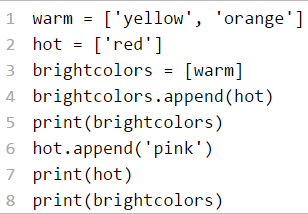 1 warm = ['yellow', 'orange']
2 hot = ['red']
3 brightcolors = [warm]
4 brightcolors.append(hot)
5 print(brightcolors)
6 hot.append('pink')
7 print(hot)
8 print(brightcolors)